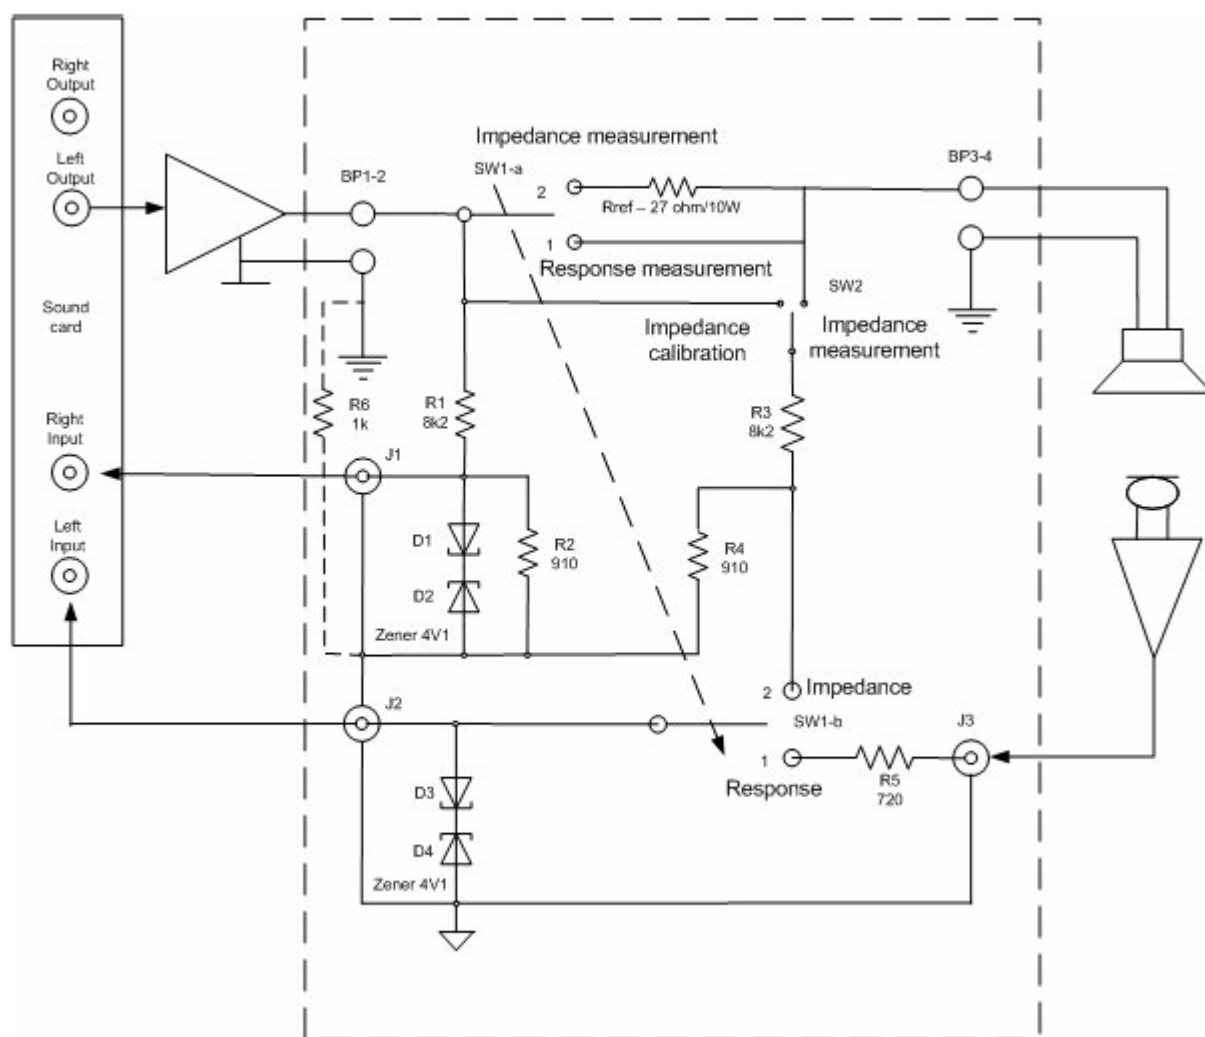 Right
Output
Left
Output
Sound
card
Right
Input
Left
Input
BP1-2
Impedance measurement
SW1-a
2
Rref – 27 ohm/10W
1
Response measurement
BP3-4
SW2
Impedance
calibration
Impedance
measurement
R6
1k
R1
8k2
R3
8k2
J1
D1
D2
Zener 4V1
R2
910
R4
910
J2
2
Impedance
SW1-b
1
Response
R5
720
J3
D3
D4
Zener 4V1